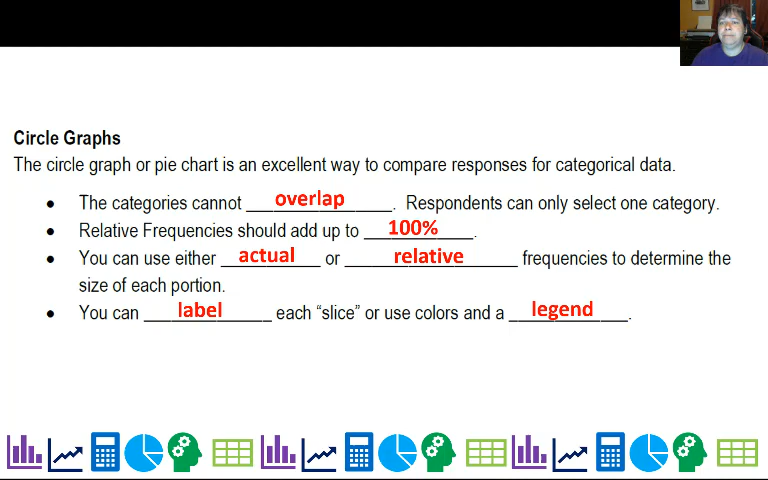 Circle Graphs
The circle graph or pie chart is an excellent way to compare responses for categorical data.
• The categories cannot overlap. Respondents can only select one category.
• Relative Frequencies should add up to 100%.
• You can use either actual or relative frequencies to determine the
size of each portion.
• You can label each “slice” or use colors and a legend.